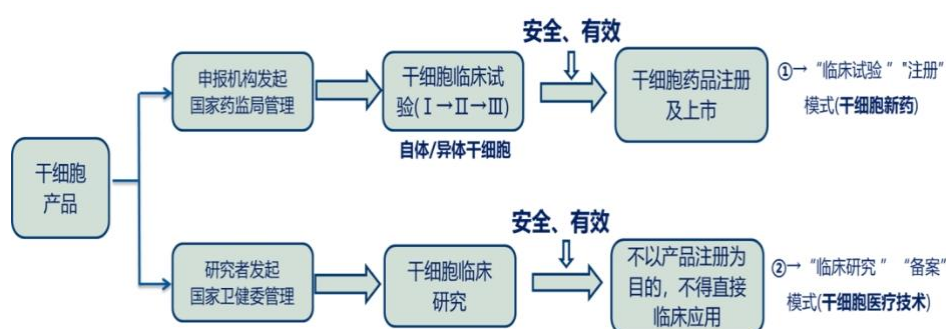 干细胞
产品
申报机构发起
国家药监局管理
干细胞临床试
验(Ⅰ→Ⅱ→Ⅲ)
自体/异体干细胞
安全、有效
干细胞药品注册
及上市
①→“临床试验 ” "注册”
模式(干细胞新药)
研究者发起
国家卫健委管理
干细胞临床
研究
安全、有效
不以产品注册为
目的，不得直接
临床应用
②→“临床研究 ” “备案”
模式(干细胞医疗技术)